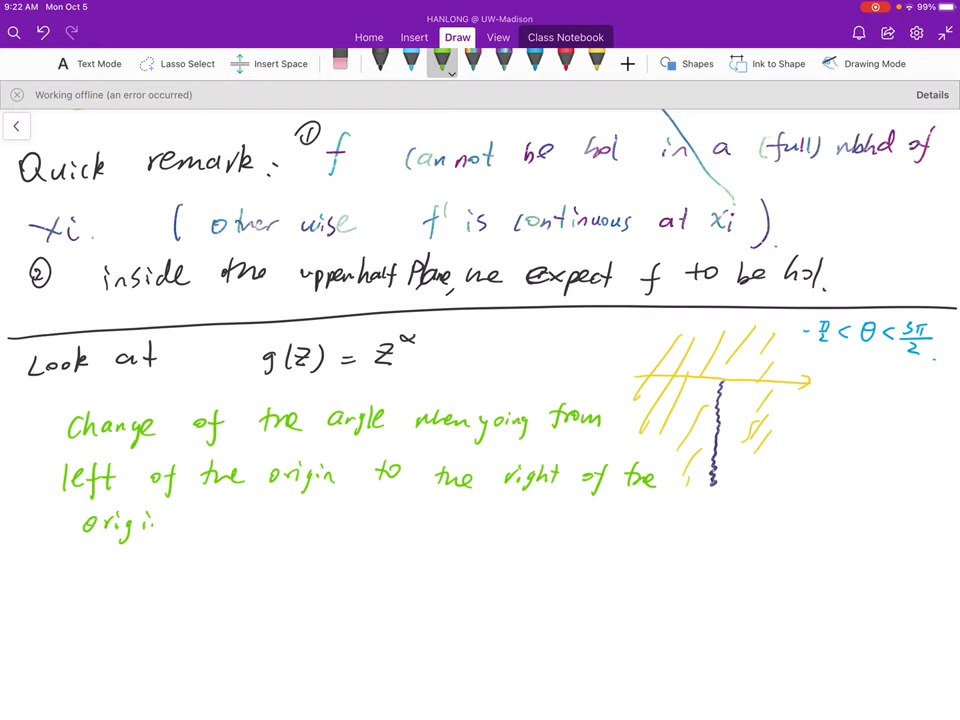 9:22 AM Mon Oct 5
99%
HANLONG @ UW-Madison
Home Insert Draw View Class Notebook
A Text Mode Lasso Select Insert Space Shapes Ink to Shape Drawing Mode
Working offline (an error occurred) Details
Quick remark: ① f cannot be hol in a (full) nbhd of
xi. (otherwise f' is continuous at xi).
② inside the upper half Plane, we expect f to be hol.
Look at g(z) = z^α
-π/2 < θ < 3π/2.
Change of the angle when going from
left of the origin to the right of the
origi